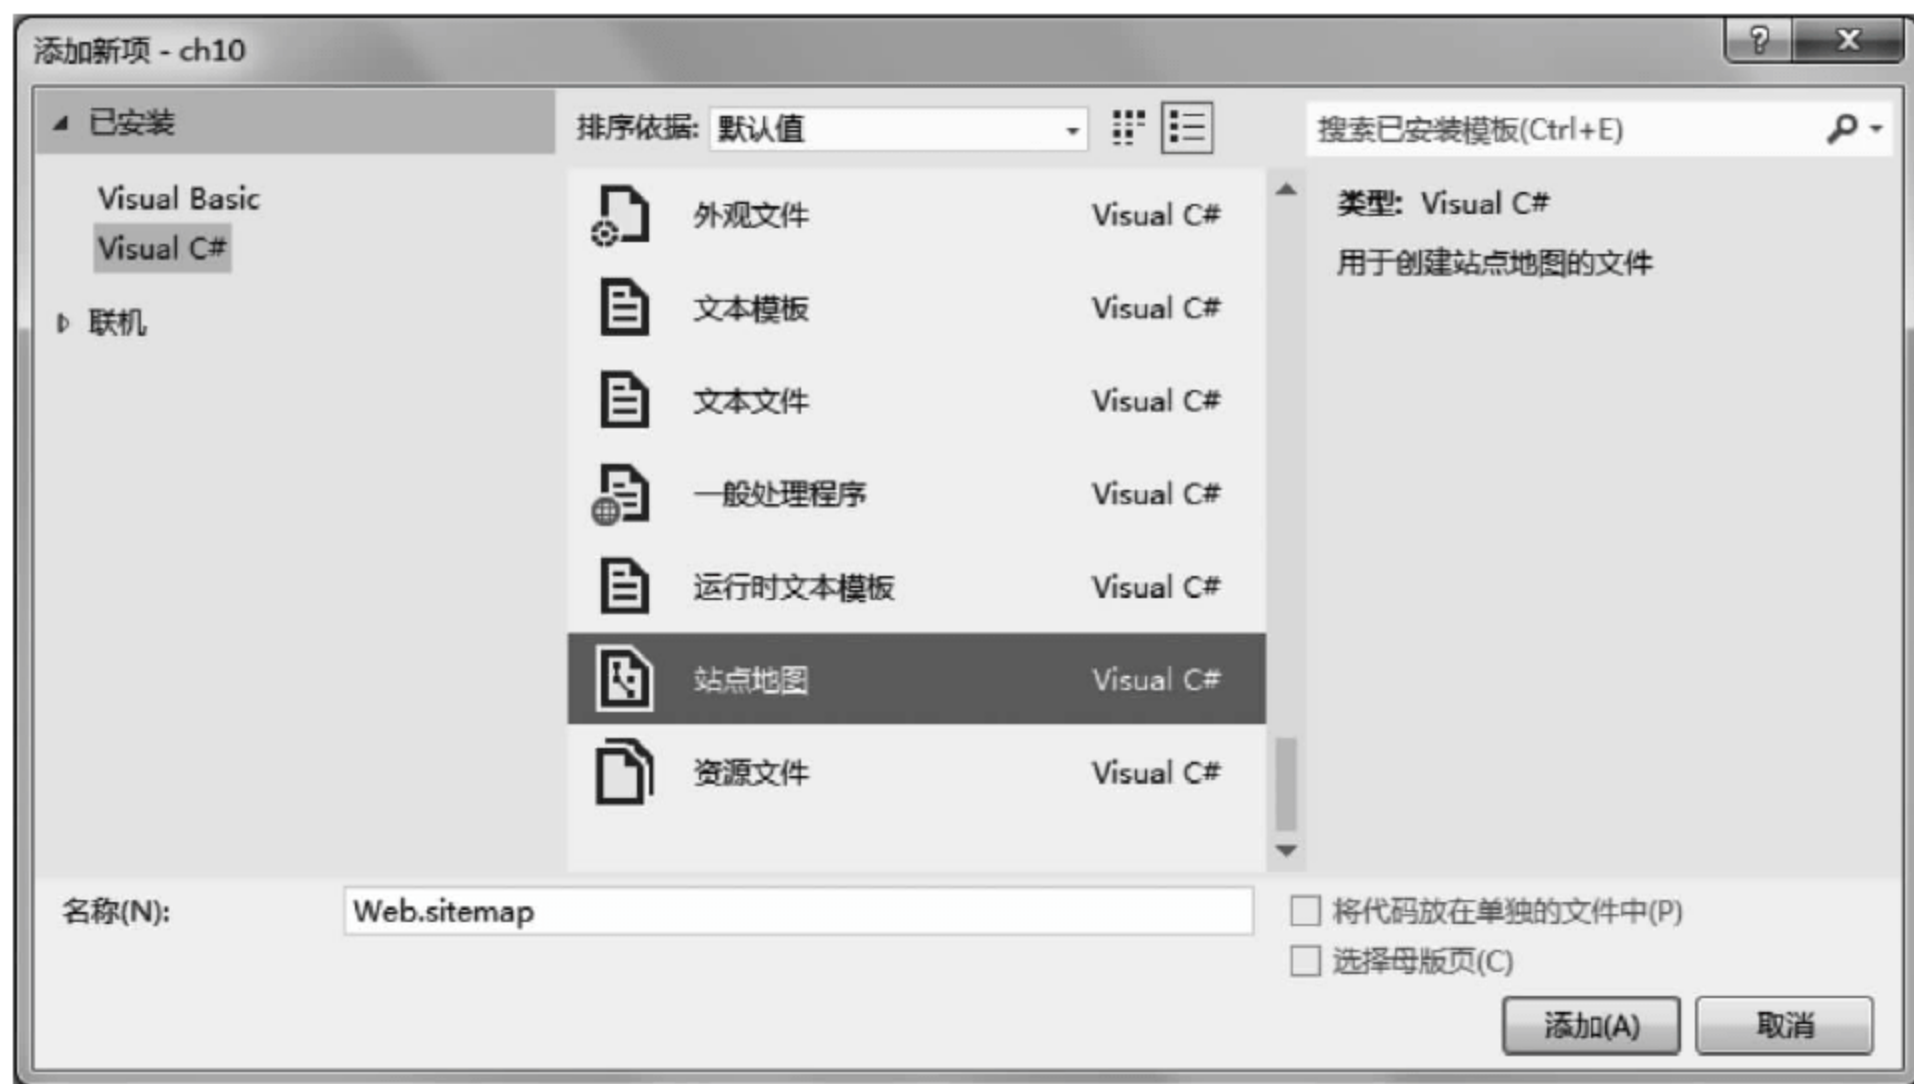 添加新项 - ch10
已安装
Visual Basic
Visual C#
联机
排序依据: 默认值
搜索已安装模板(Ctrl+E)
外观文件 Visual C#
文本模板 Visual C#
文本文件 Visual C#
一般处理程序 Visual C#
运行时文本模板 Visual C#
站点地图 Visual C#
资源文件 Visual C#
类型: Visual C#
用于创建站点地图的文件
名称(N): Web.sitemap
将代码放在单独的文件中(P)
选择母版页(C)
添加(A) 取消